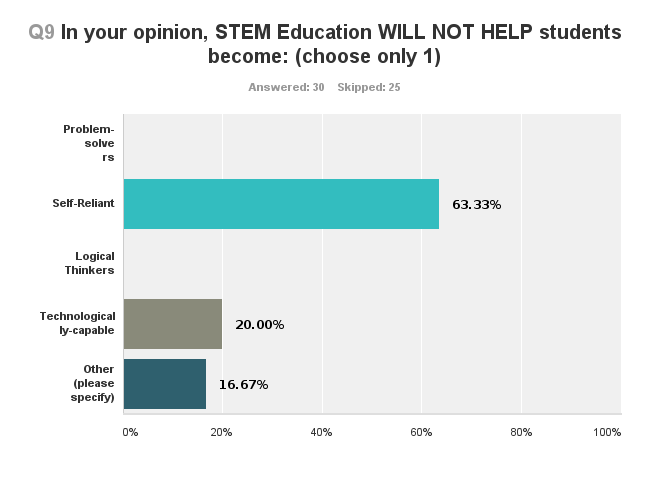 Q9 In your opinion, STEM Education WILL NOT HELP students
become: (choose only 1)
Answered: 30 Skipped: 25
Problem-
solve
rs
Self-Reliant
63.33%
Logical
Thinkers
Technological
ly-capable
20.00%
Other
(please
specify)
16.67%
0% 20% 40% 60% 80% 100%